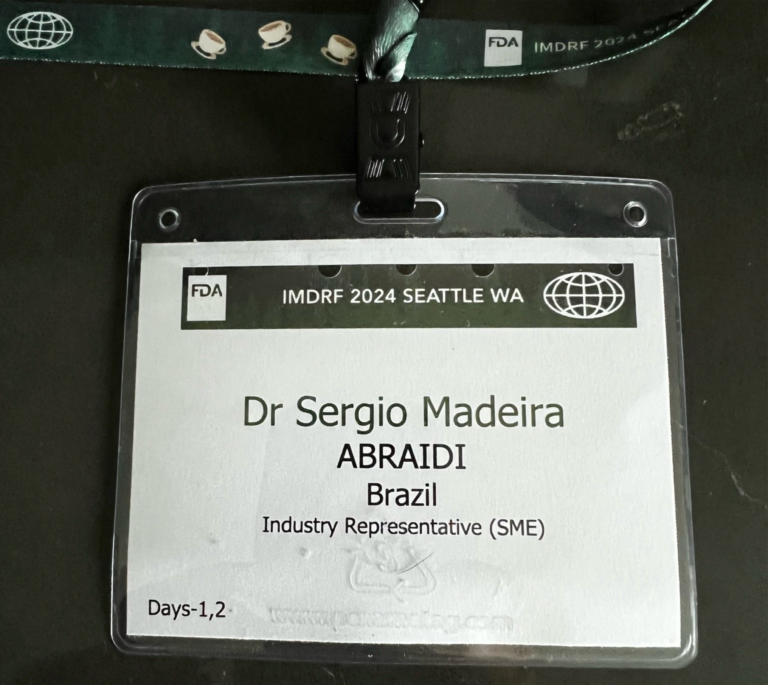 FDA
IMDRF 2024
FDA
IMDRF 2024 SEATTLE WA
Dr Sergio Madeira
ABRAIDI
Brazil
Industry Representative (SME)
Days-1,2